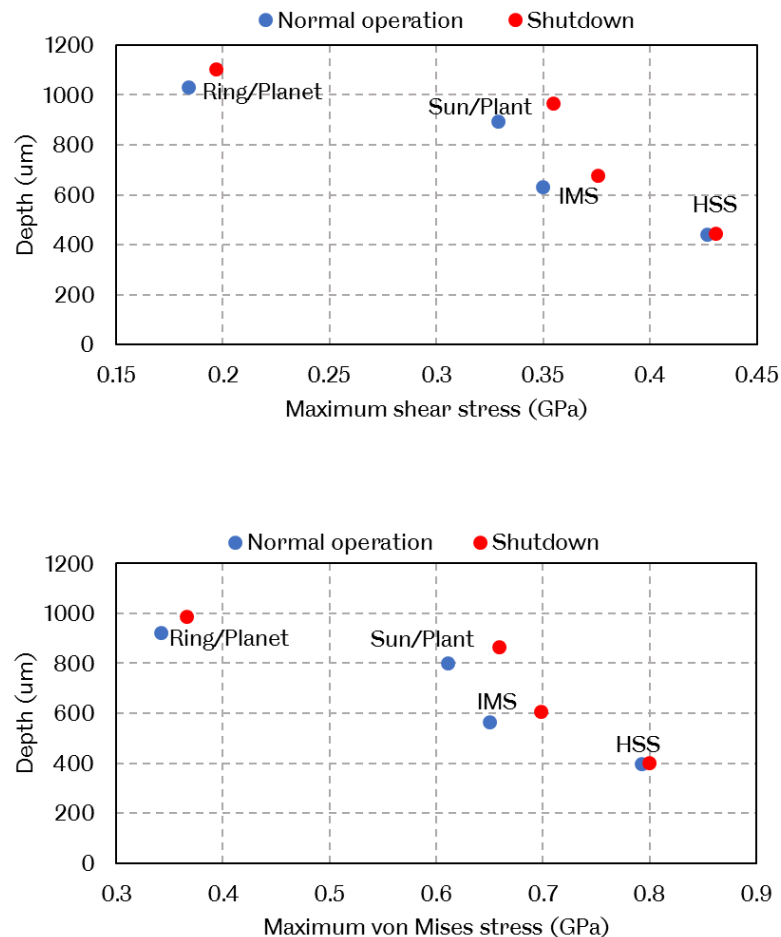 Normal operation Shutdown
1200
1000
800
600
400
200
0
Depth (um)
Ring/Planet
Sun/Plant
IMS
HSS
0.15 0.2 0.25 0.3 0.35 0.4 0.45
Maximum shear stress (GPa)
Normal operation Shutdown
1200
1000
800
600
400
200
0
Depth (um)
Ring/Planet
Sun/Plant
IMS
HSS
0.3 0.4 0.5 0.6 0.7 0.8 0.9
Maximum von Mises stress (GPa)